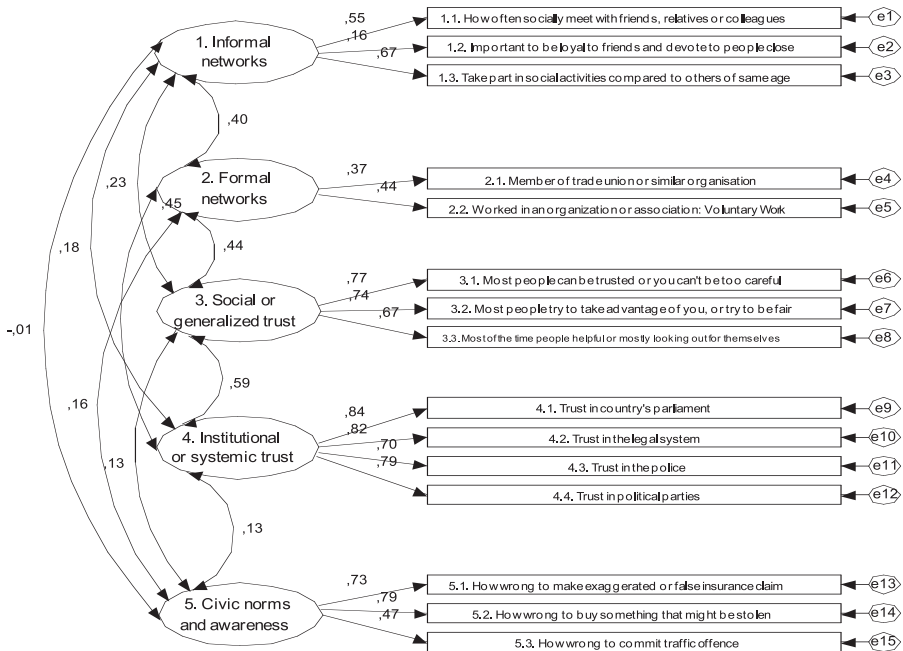 ,55
,16
,67
1. Informal
networks
1.1. How often socially meet with friends, relatives or colleagues
e1
1.2. Important to be loyal to friends and devote to people close
e2
1.3. Take part in social activities compared to others of same age
e3
,40
,23
,45
,18
-,01
,37
,44
2. Formal
networks
2.1. Member of trade union or similar organisation
e4
2.2. Worked in an organization or association: Voluntary Work
e5
,44
,77
,74
,67
3. Social or
generalized trust
3.1. Most people can be trusted or you can't be too careful
e6
3.2. Most people try to take advantage of you, or try to be fair
e7
3.3. Most of the time people helpful or mostly looking out for themselves
e8
,59
,16
,13
,84
,82
,70
,79
4. Institutional
or systemic trust
4.1. Trust in country's parliament
e9
4.2. Trust in the legal system
e10
4.3. Trust in the police
e11
4.4. Trust in political parties
e12
,13
,73
,79
,47
5. Civic norms
and awareness
5.1. How wrong to make exaggerated or false insurance claim
e13
5.2. How wrong to buy something that might be stolen
e14
5.3. How wrong to commit traffic offence
e15